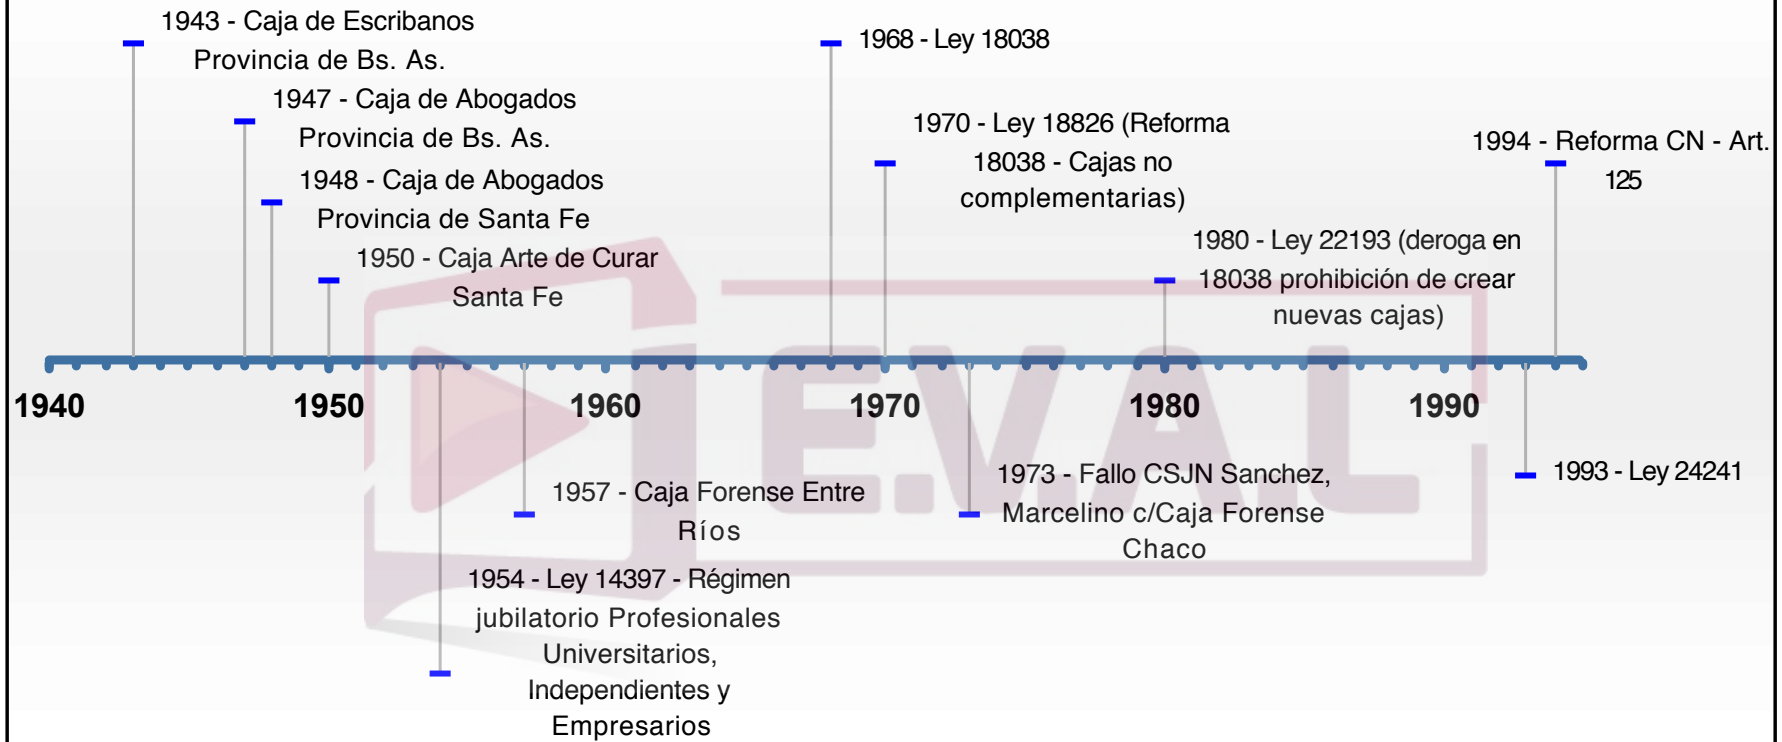 1943 - Caja de Escribanos
Provincia de Bs. As.
1947 - Caja de Abogados
Provincia de Bs. As.
1948 - Caja de Abogados
Provincia de Santa Fe
1950 - Caja Arte de Curar
Santa Fe
1968 - Ley 18038
1970 - Ley 18826 (Reforma
18038 - Cajas no
complementarias)
1980 - Ley 22193 (deroga en
18038 prohibición de crear
nuevas cajas)
1994 - Reforma CN - Art.
125
1940 1950 1960 1970 1980 1990
E.V.A.L
1957 - Caja Forense Entre
Ríos
1954 - Ley 14397 - Régimen
jubilatorio Profesionales
Universitarios,
Independientes y
Empresarios
1973 - Fallo CSJN Sanchez,
Marcelino c/Caja Forense
Chaco
1993 - Ley 24241